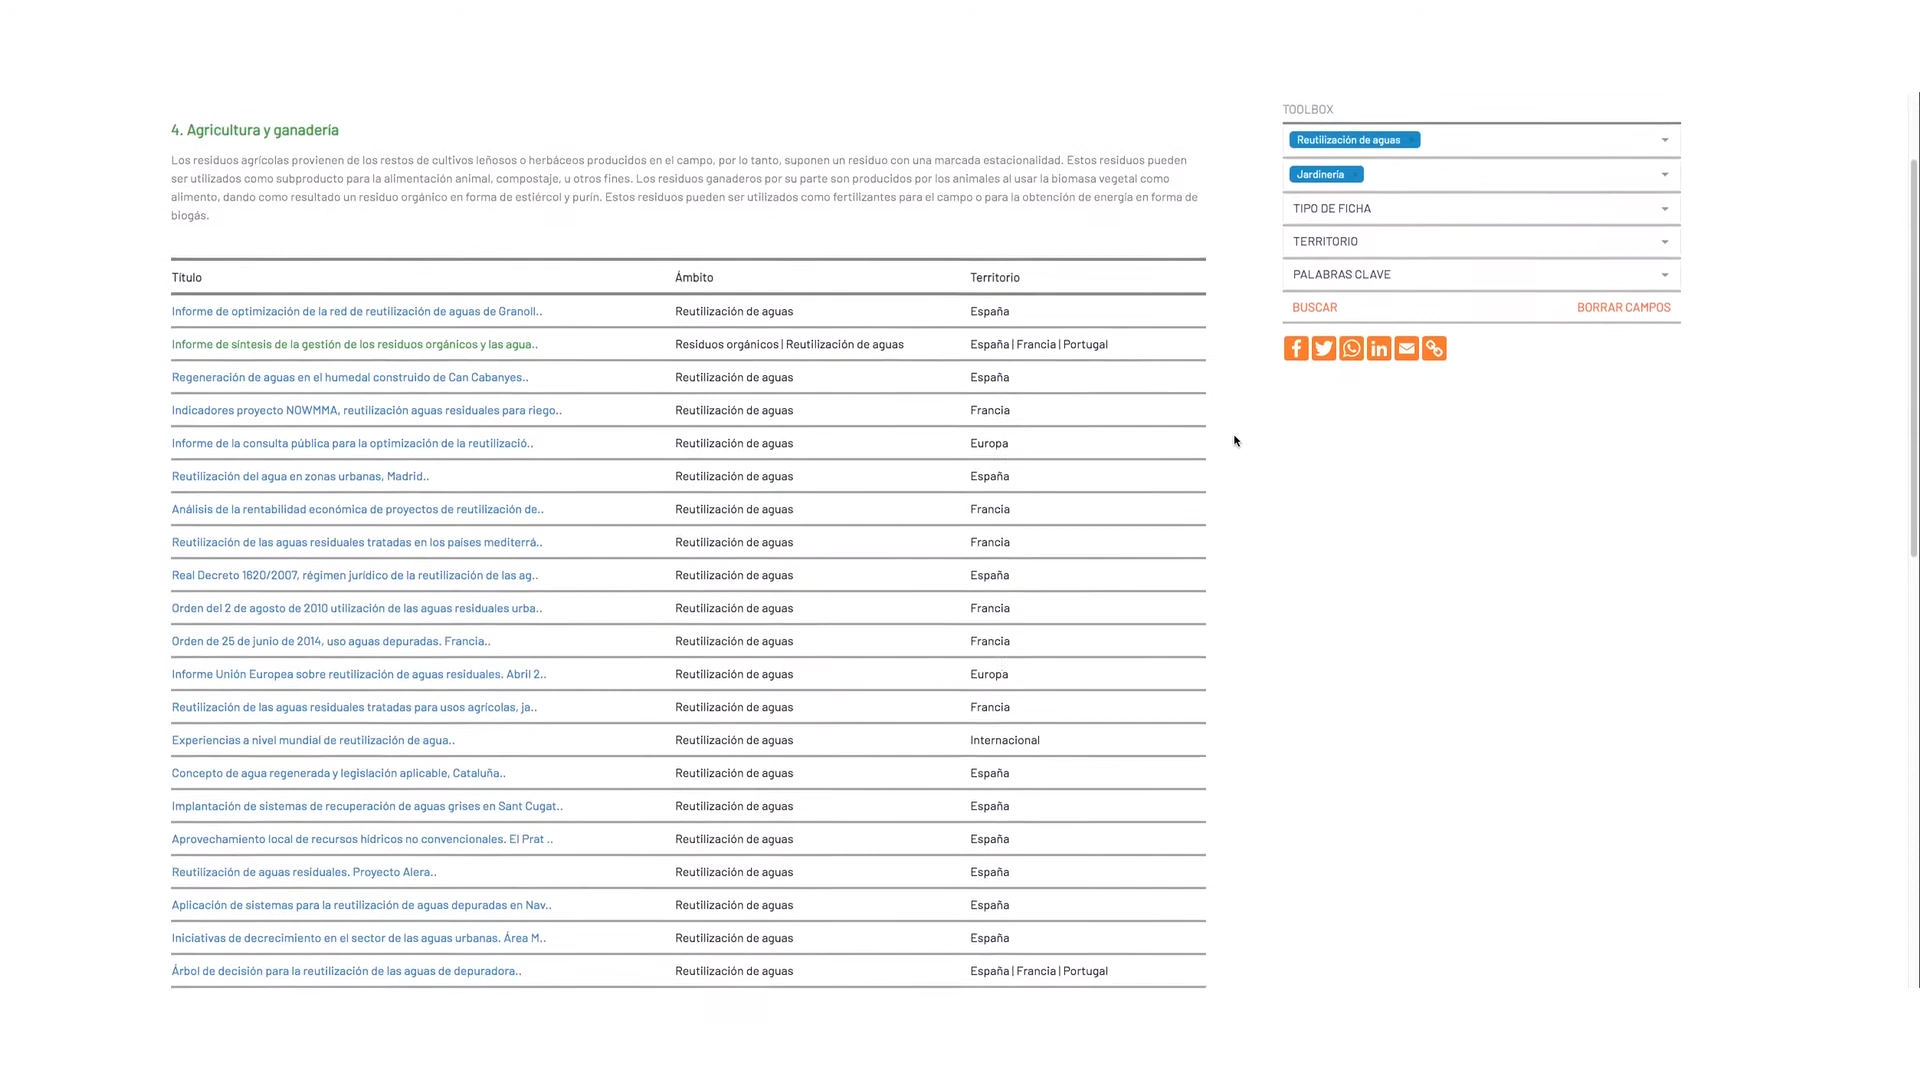 4. Agricultura y ganadería
Los residuos agrícolas provienen de los restos de cultivos leñosos o herbáceos producidos en el campo, por lo tanto, suponen un residuo con una marcada estacionalidad. Estos residuos pueden
ser utilizados como subproducto para la alimentación animal, compostaje, u otros fines. Los residuos ganaderos por su parte son producidos por los animales al usar la biomasa vegetal como
alimento, dando como resultado un residuo orgánico en forma de estiércol y purín. Estos residuos pueden ser utilizados como fertilizantes para el campo o para la obtención de energía en forma de
biogás.
Título Ámbito Territorio
Informe de optimización de la red de reutilización de aguas de Granoll.. Reutilización de aguas España
Informe de síntesis de la gestión de los residuos orgánicos y las agua.. Residuos orgánicos | Reutilización de aguas España | Francia | Portugal
Regeneración de aguas en el humedal construido de Can Cabanyes.. Reutilización de aguas España
Indicadores proyecto NOWMMA, reutilización aguas residuales para riego.. Reutilización de aguas Francia
Informe de la consulta pública para la optimización de la reutilizació.. Reutilización de aguas Europa
Reutilización del agua en zonas urbanas, Madrid.. Reutilización de aguas España
Análisis de la rentabilidad económica de proyectos de reutilización de.. Reutilización de aguas Francia
Reutilización de las aguas residuales tratadas en los países mediterrá.. Reutilización de aguas Francia
Real Decreto 1620/2007, régimen jurídico de la reutilización de las ag.. Reutilización de aguas España
Orden del 2 de agosto de 2010 utilización de las aguas residuales urba.. Reutilización de aguas Francia
Orden de 25 de junio de 2014, uso aguas depuradas. Francia.. Reutilización de aguas Francia
Informe Unión Europea sobre reutilización de aguas residuales. Abril 2.. Reutilización de aguas Europa
Reutilización de las aguas residuales tratadas para usos agrícolas, ja.. Reutilización de aguas Francia
Experiencias a nivel mundial de reutilización de agua.. Reutilización de aguas Internacional
Concepto de agua regenerada y legislación aplicable, Cataluña.. Reutilización de aguas España
Implantación de sistemas de recuperación de aguas grises en Sant Cugat.. Reutilización de aguas España
Aprovechamiento local de recursos hídricos no convencionales. El Prat .. Reutilización de aguas España
Reutilización de aguas residuales. Proyecto Alera.. Reutilización de aguas España
Aplicación de sistemas para la reutilización de aguas depuradas en Nav.. Reutilización de aguas España
Iniciativas de decrecimiento en el sector de las aguas urbanas. Área M.. Reutilización de aguas España
Árbol de decisión para la reutilización de las aguas de depuradora.. Reutilización de aguas España | Francia | Portugal
TOOLBOX
Reutilización de aguas
Jardinería
TIPO DE FICHA
TERRITORIO
PALABRAS CLAVE
BUSCAR BORRAR CAMPOS